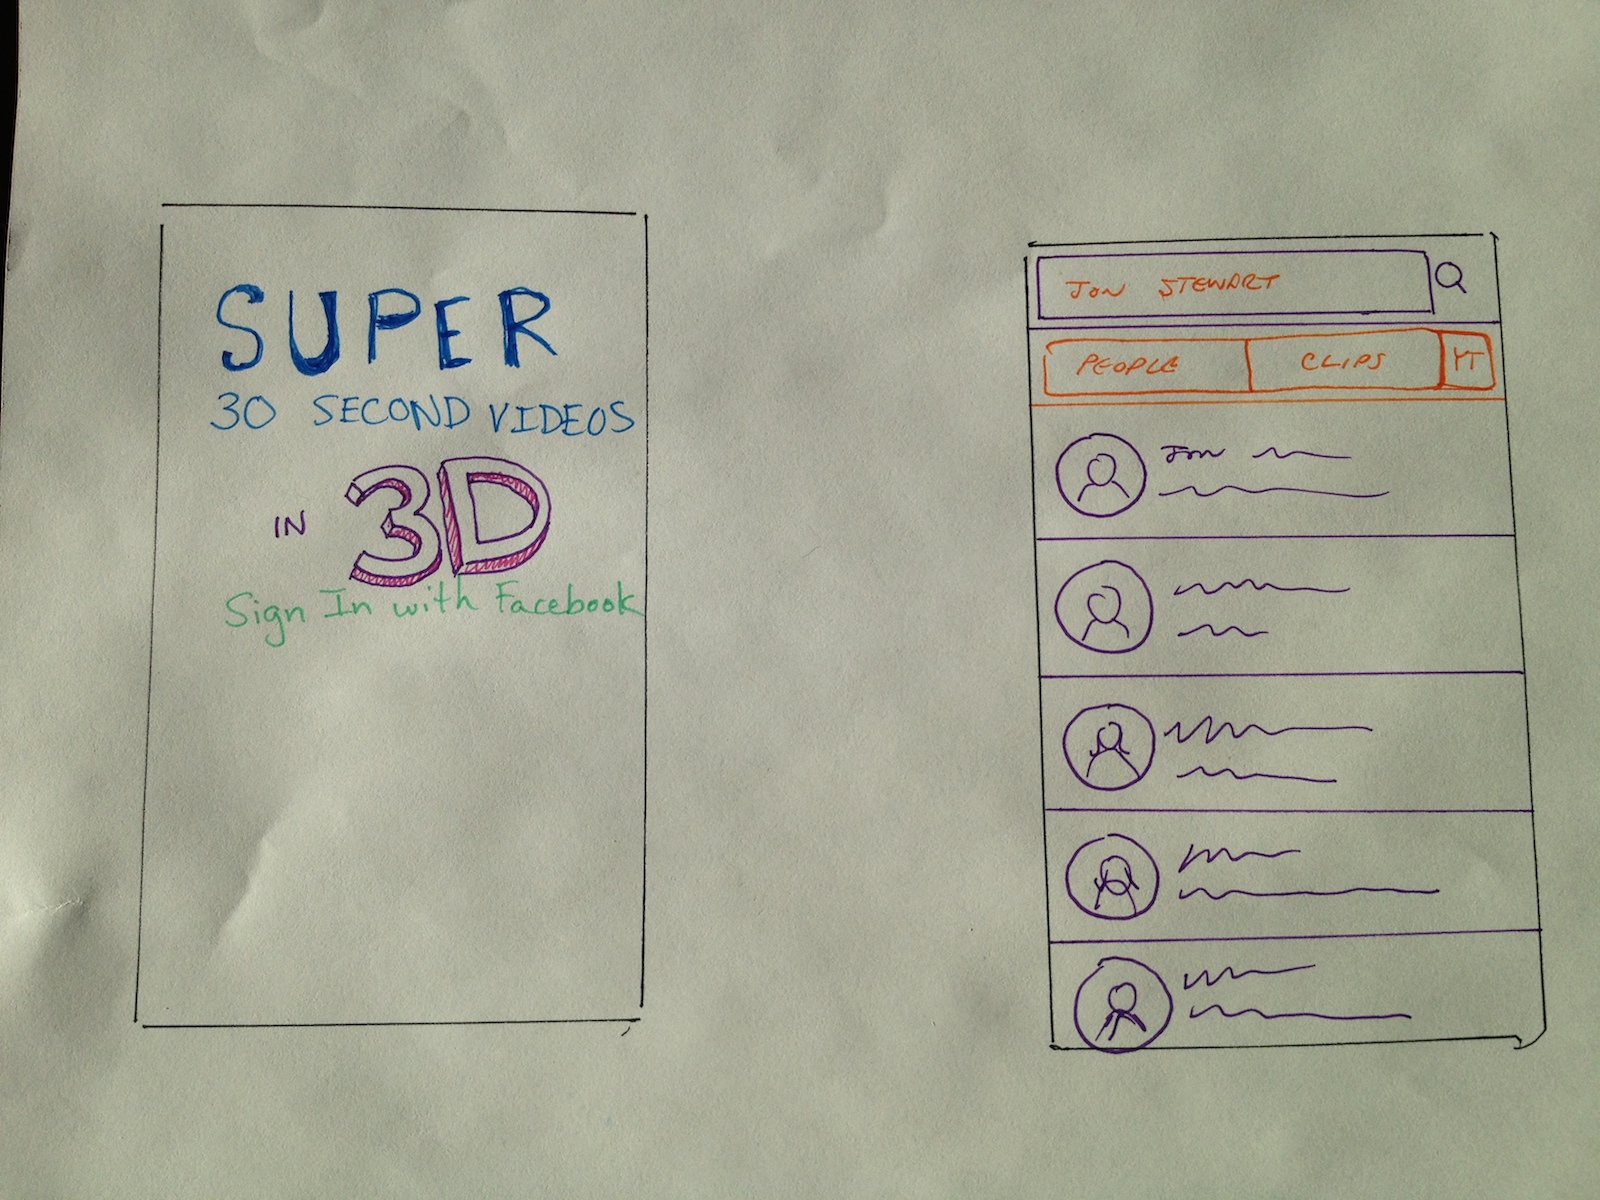 SUPER
30 SECOND VIDEOS
IN 3D
Sign In with Facebook
JON STEWART
PEOPLE CLIPS YT
Jon